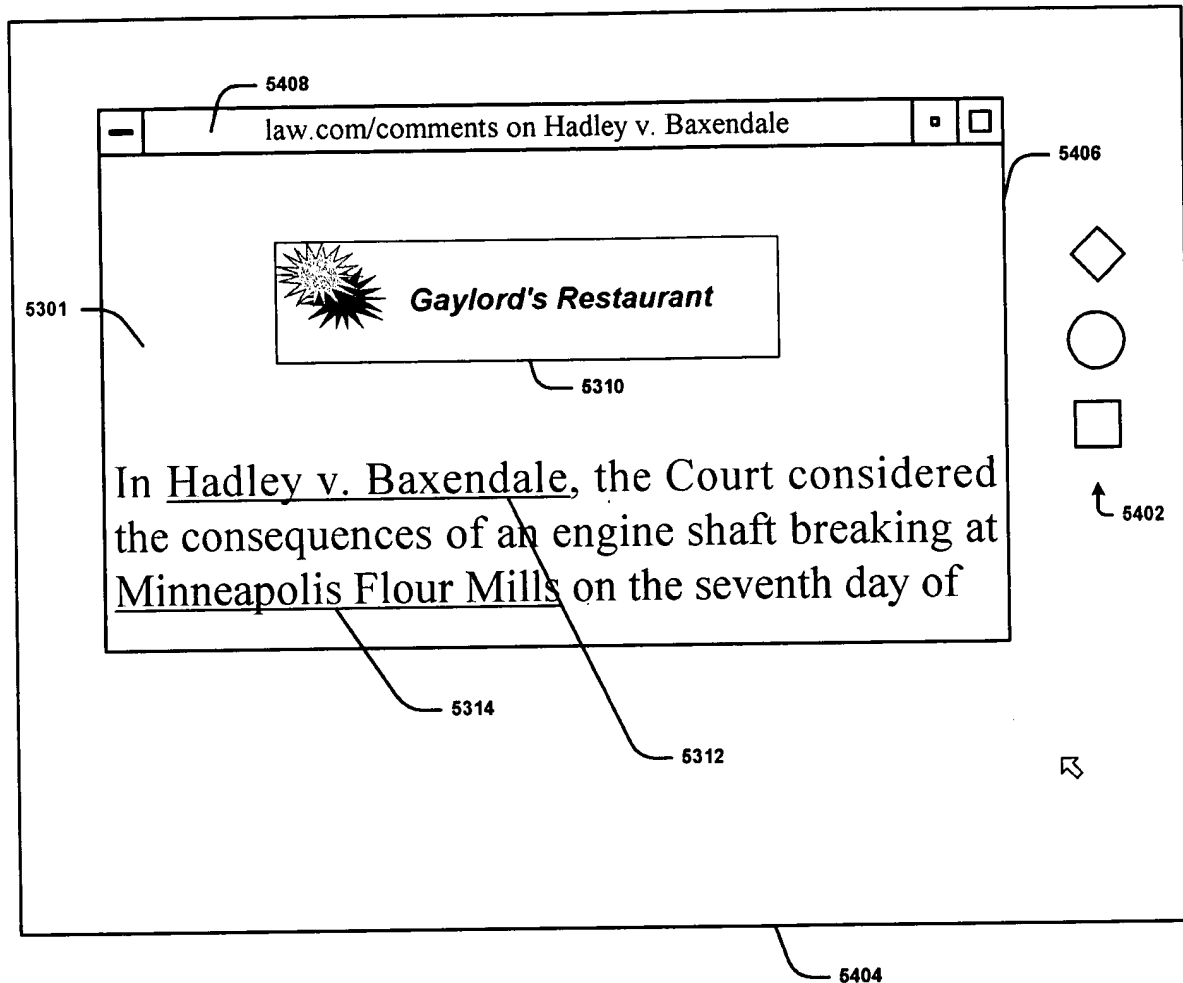 5408
law.com/comments on Hadley v. Baxendale
5406
5301
Gaylord's Restaurant
5310
In Hadley v. Baxendale, the Court considered
the consequences of an engine shaft breaking at
Minneapolis Flour Mills on the seventh day of
5402
5314
5312
5404